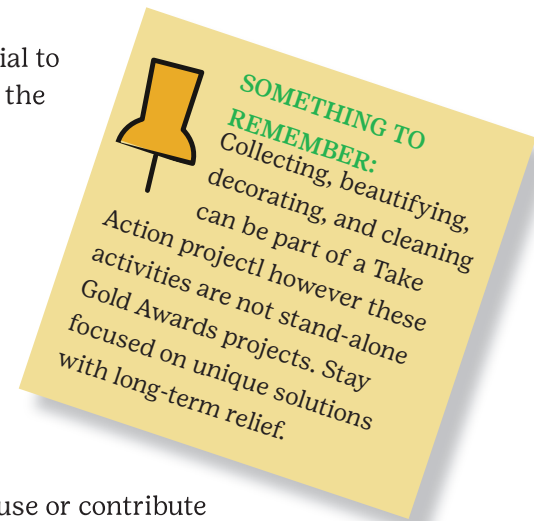 ial to
the
SOMETHING TO
REMEMBER:
Collecting, beautifying,
decorating, and cleaning
can be part of a Take
Action projectl however these
activities are not stand-alone
Gold Awards projects. Stay
focused on unique solutions
with long-term relief.
use or contribute